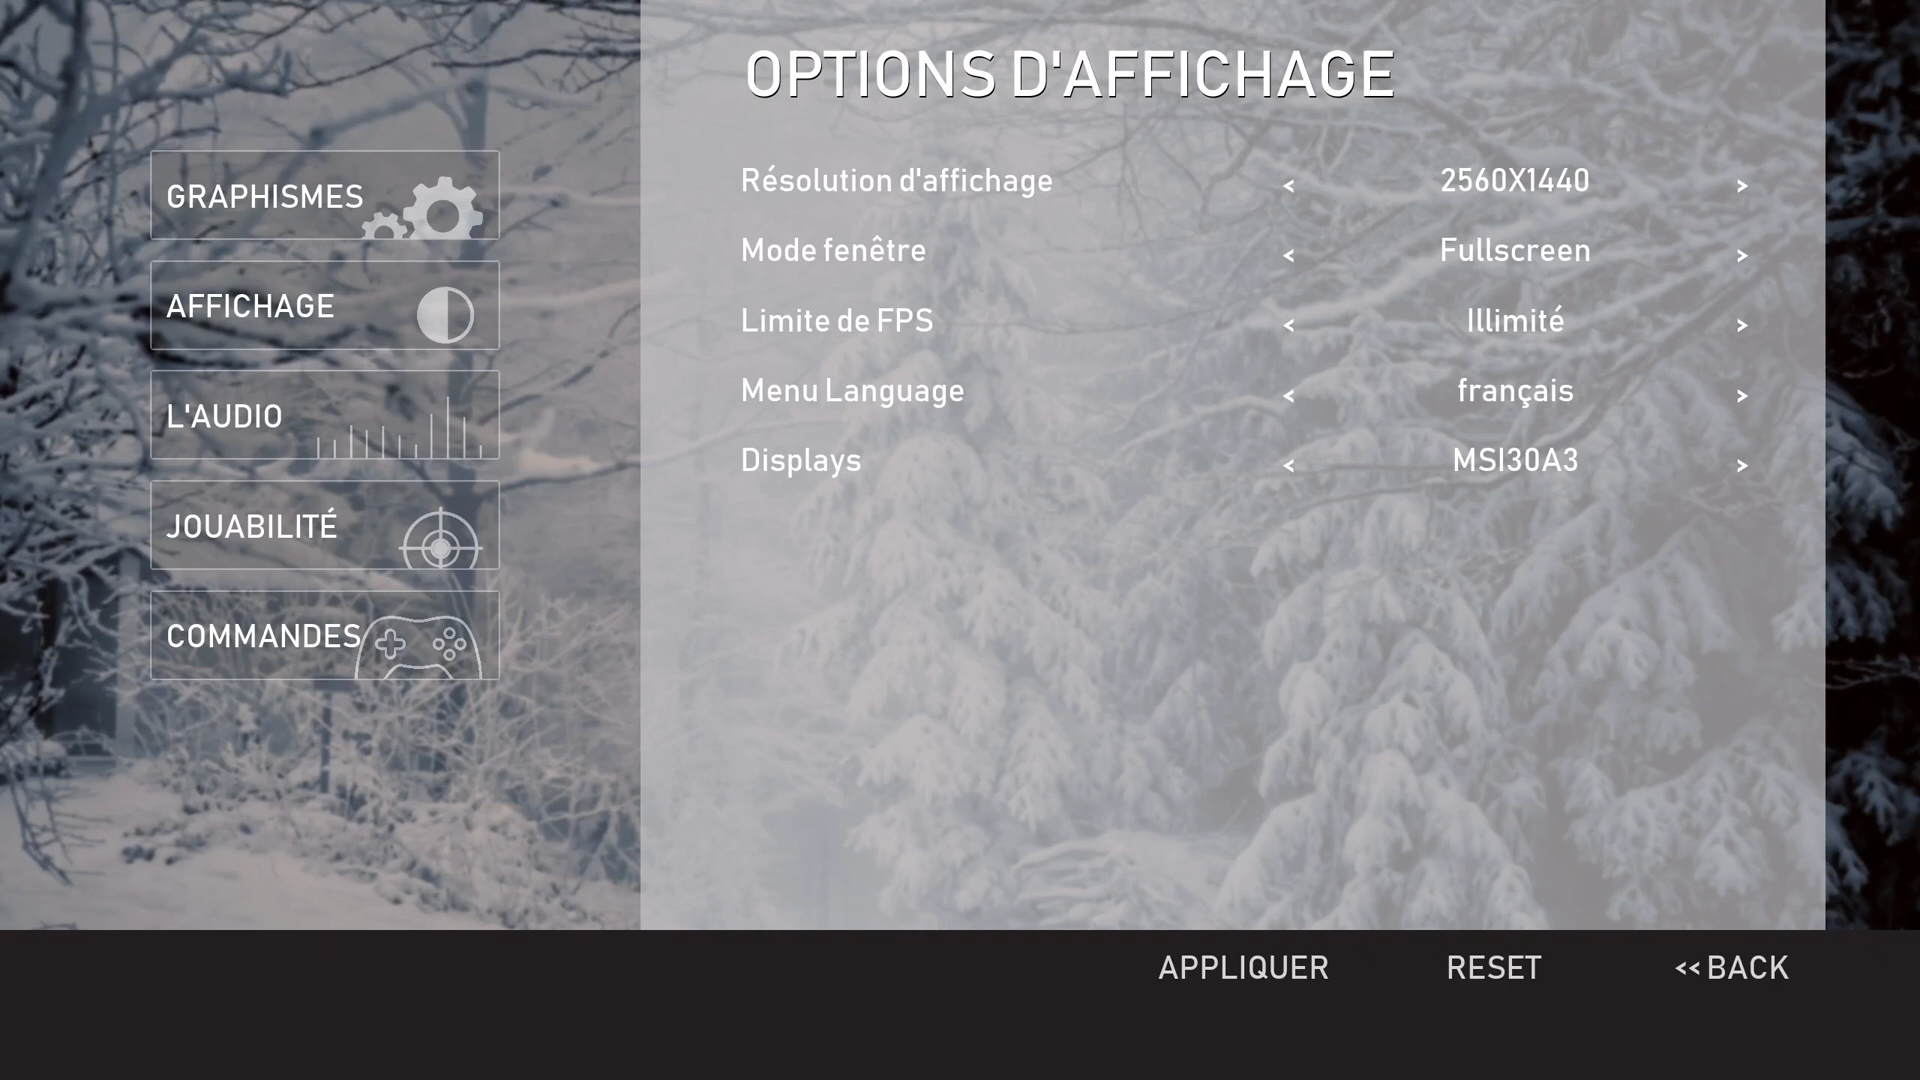 OPTIONS D'AFFICHAGE
GRAPHISMES
AFFICHAGE
L'AUDIO
JOUABILITÉ
COMMANDES
Résolution d'affichage < 2560X1440 >
Mode fenêtre < Fullscreen >
Limite de FPS < Illimité >
Menu Language < français >
Displays < MSI30A3 >
APPLIQUER RESET << BACK